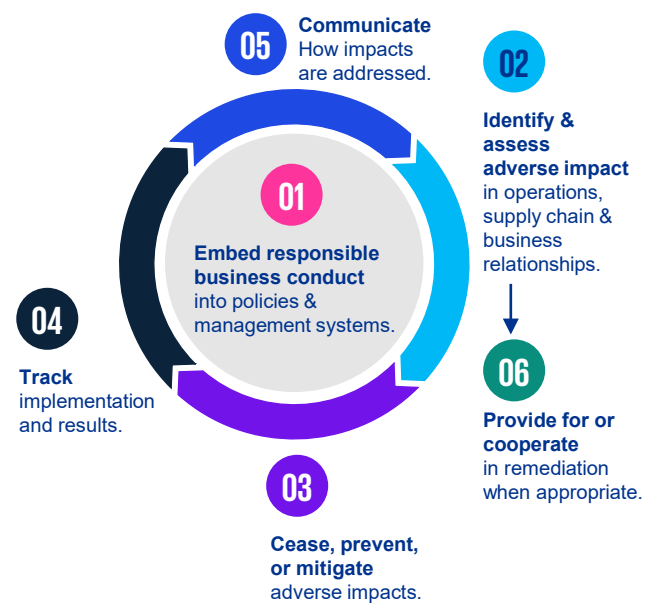 05
Communicate
How impacts
are addressed.
02
Identify &
assess
adverse impact
in operations,
supply chain &
business
relationships.
01
Embed responsible
business conduct
into policies &
management systems.
04
Track
implementation
and results.
06
Provide for or
cooperate
in remediation
when appropriate.
03
Cease, prevent,
or mitigate
adverse impacts.